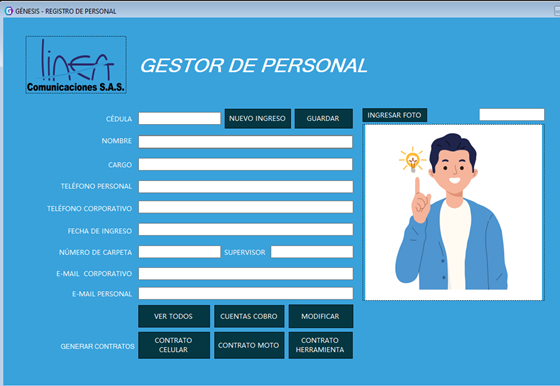 GÉNESIS - REGISTRO DE PERSONAL
Linea
Comunicaciones S.A.S.
GESTOR DE PERSONAL
CÉDULA
NUEVO INGRESO
GUARDAR
INGRESAR FOTO
NOMBRE
CARGO
TELÉFONO PERSONAL
TELÉFONO CORPORATIVO
FECHA DE INGRESO
NÚMERO DE CARPETA
SUPERVISOR
E-MAIL CORPORATIVO
E-MAIL PERSONAL
VER TODOS
CUENTAS COBRO
MODIFICAR
GENERAR CONTRATOS
CONTRATO
CELULAR
CONTRATO MOTO
CONTRATO
HERRAMIENTA